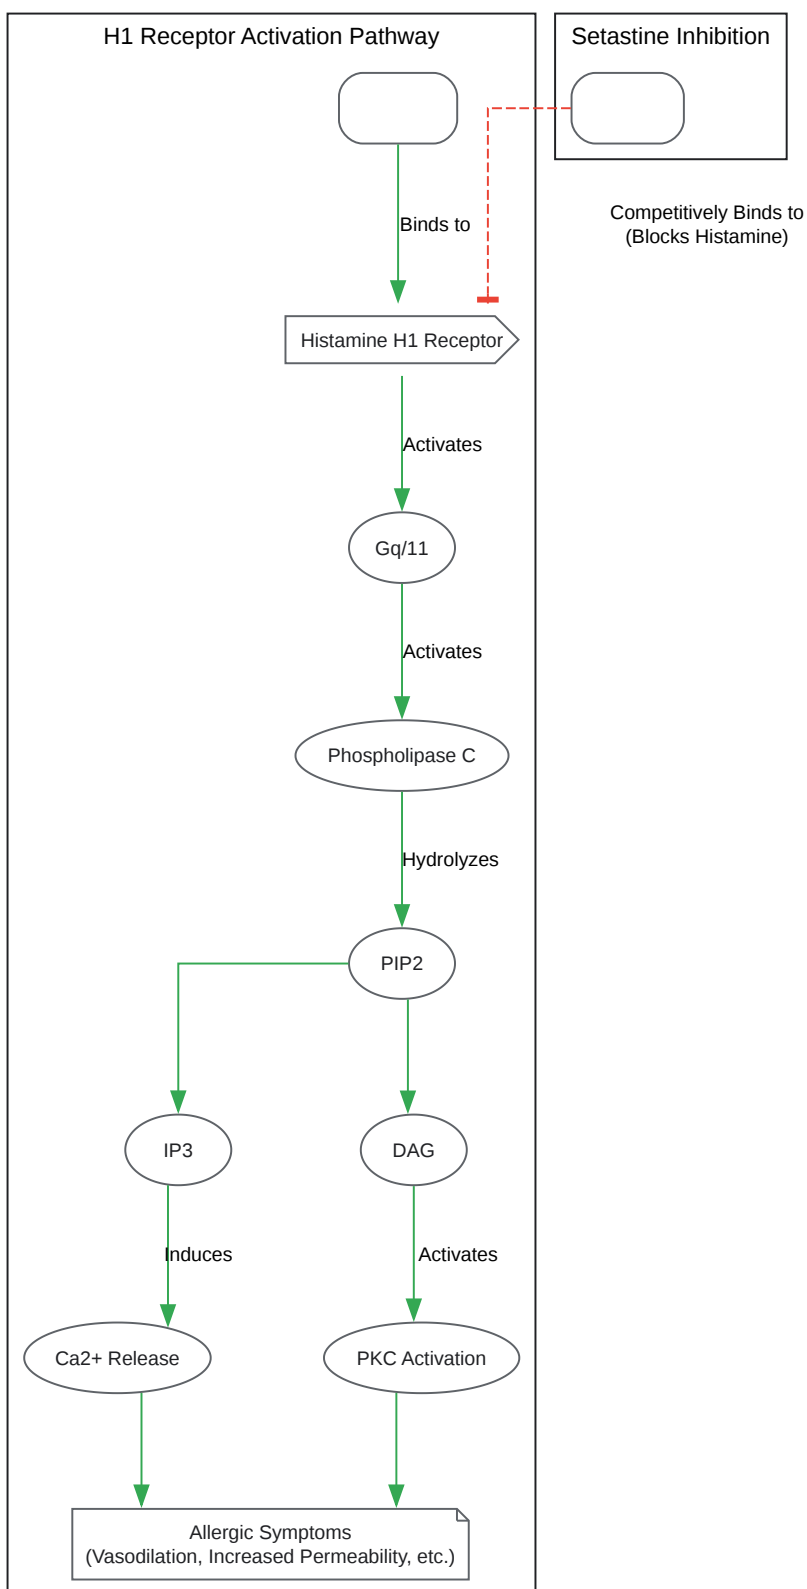 H1 Receptor Activation Pathway
Setastine Inhibition
Binds to
Competitively Binds to
(Blocks Histamine)
Histamine H1 Receptor
Activates
Gq/11
Activates
Phospholipase C
Hydrolyzes
PIP2
IP3
DAG
Induces
Activates
Ca2+ Release
PKC Activation
Allergic Symptoms
(Vasodilation, Increased Permeability, etc.)